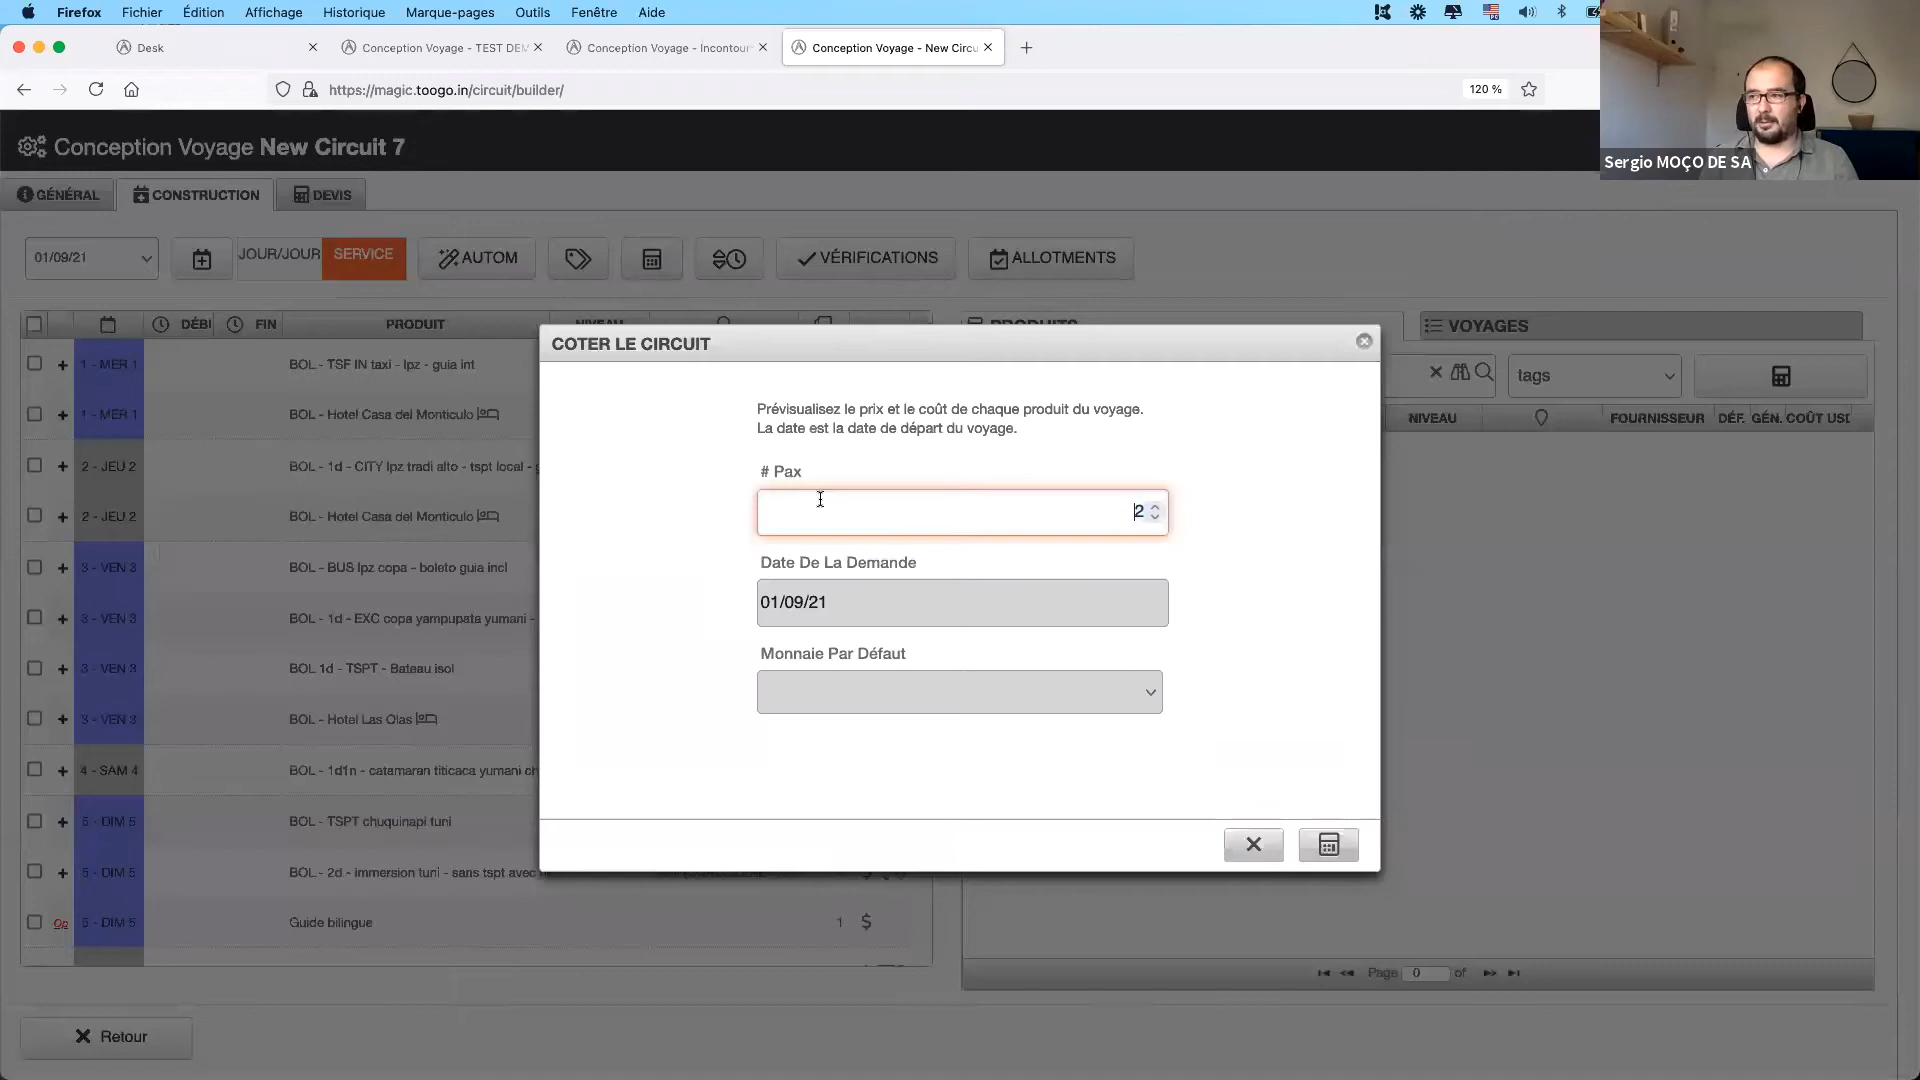 Firefox Fichier Édition Affichage Historique Marque-pages Outils Fenêtre Aide
Desk
Conception Voyage - TEST DEM
Conception Voyage - Incontour
Conception Voyage - New Circu
https://magic.toogo.in/circuit/builder/
120 %
Sergio MOÇO DE SA
Conception Voyage New Circuit 7
GÉNÉRAL
CONSTRUCTION
DEVIS
01/09/21
JOUR/JOUR
SERVICE
AUTOM
VÉRIFICATIONS
ALLOTMENTS
DÉBI
FIN
PRODUIT
NIVEAU
PRODUITS
VOYAGES
tags
NIVEAU
FOURNISSEUR
DÉF. GÉN. COÛT USD
1 - MER 1 BOL - TSF IN taxi - lpz - guia int
1 - MER 1 BOL - Hotel Casa del Monticulo
2 - JEU 2 BOL - 1d - CITY lpz tradi alto - tspt local -
2 - JEU 2 BOL - Hotel Casa del Monticulo
3 - VEN 3 BOL - BUS lpz copa - boleto guia incl
3 - VEN 3 BOL - 1d - EXC copa yampupata yumani -
3 - VEN 3 BOL 1d - TSPT - Bateau isol
3 - VEN 3 BOL - Hotel Las Olas
4 - SAM 4 BOL - 1d1n - catamaran titicaca yumani
5 - DIM 5 BOL - TSPT chuquinapi tuni
5 - DIM 5 BOL - 2d - immersion tuni - sans tspt avec
Op 5 - DIM 5 Guide bilingue 1 $
COTER LE CIRCUIT
Prévisualisez le prix et le coût de chaque produit du voyage.
La date est la date de départ du voyage.
# Pax
2
Date De La Demande
01/09/21
Monnaie Par Défaut
Page 0 of
Retour